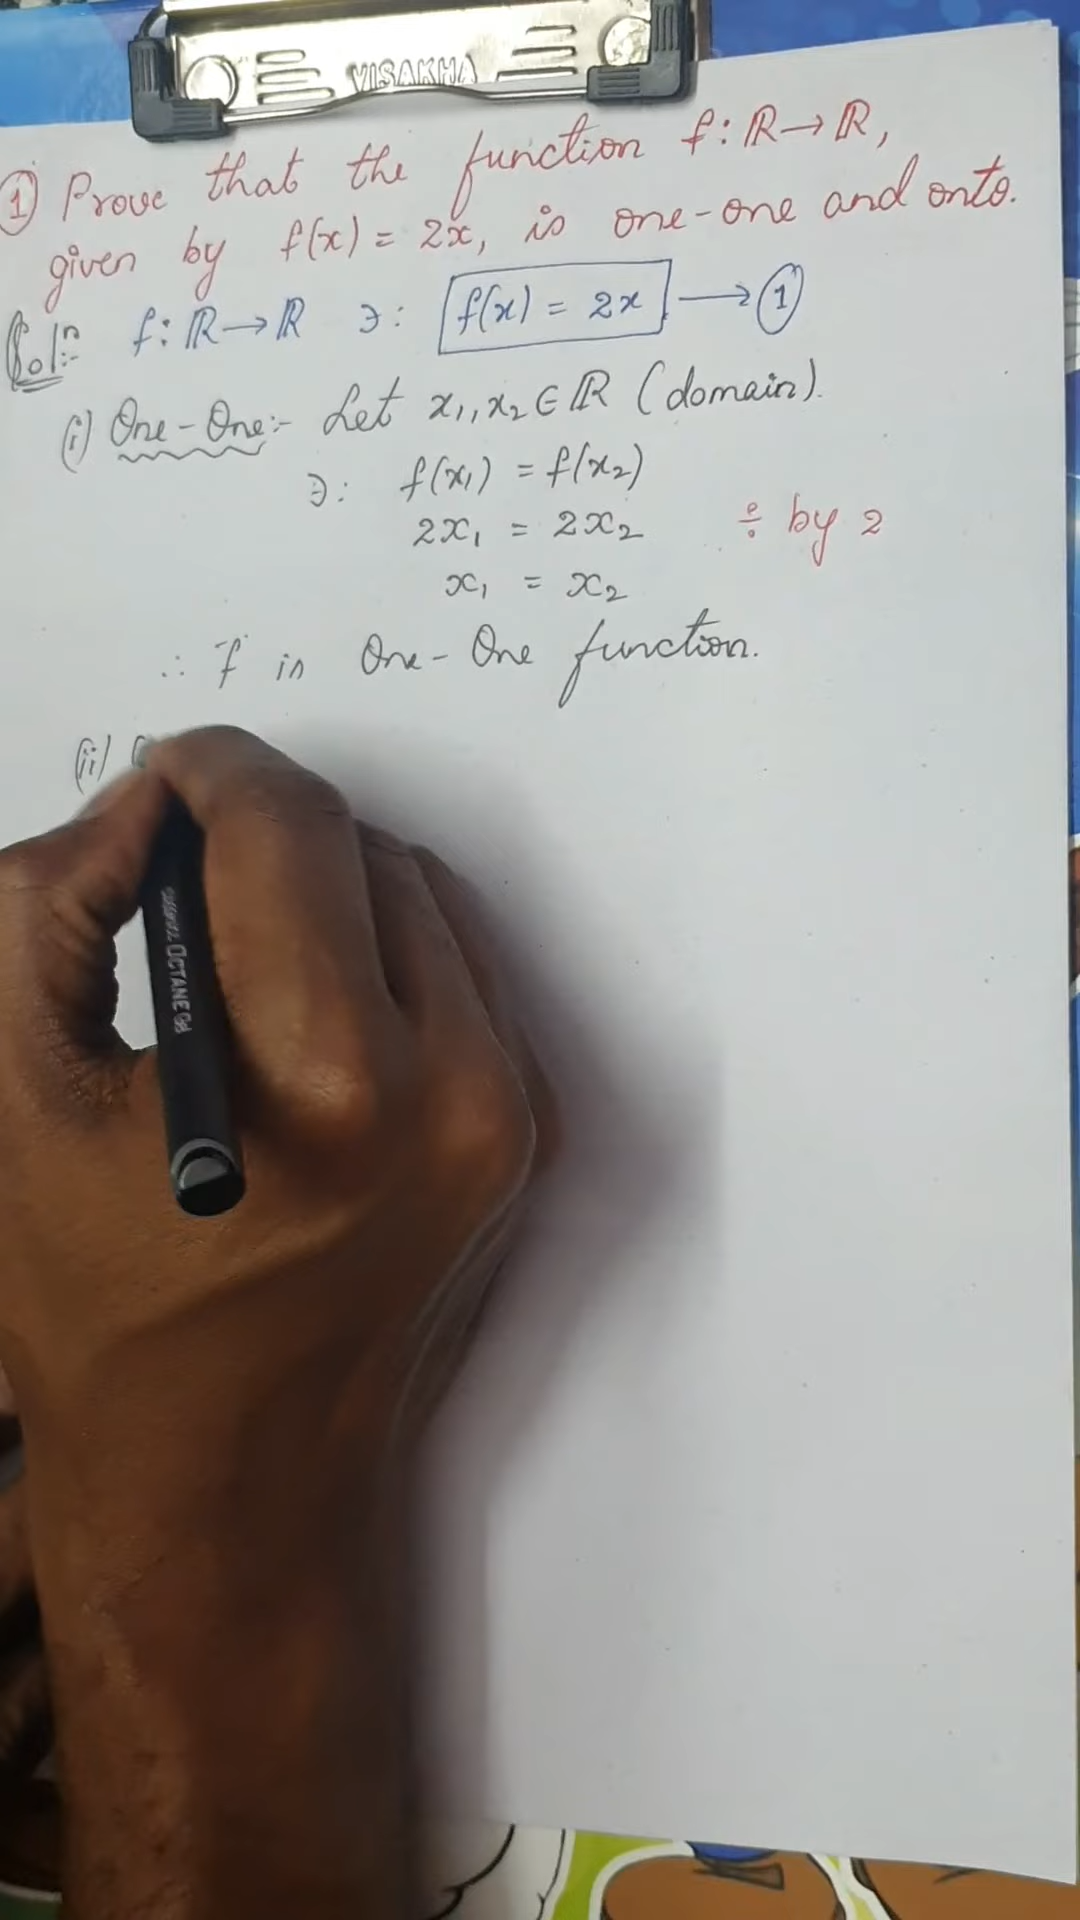 VISAKHA
① Prove that the function f: ℝ→ℝ,
given by f(x) = 2x, is one-one and onto.
Solⁿ:- f: ℝ→ℝ ∋: f(x) = 2x → ①
(i) One-One:- Let x₁, x₂ ∈ ℝ (domain).
∋: f(x₁) = f(x₂)
2x₁ = 2x₂ ÷ by 2
x₁ = x₂
∴ f is One-One function.
(ii)
OCTANE Gel